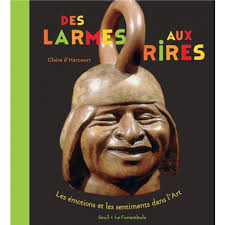 DES AUX
LARMES RIRES
Claire d'Harcourt
Les émotions et les sentiments dans l'Art
Seuil • Le Funambule